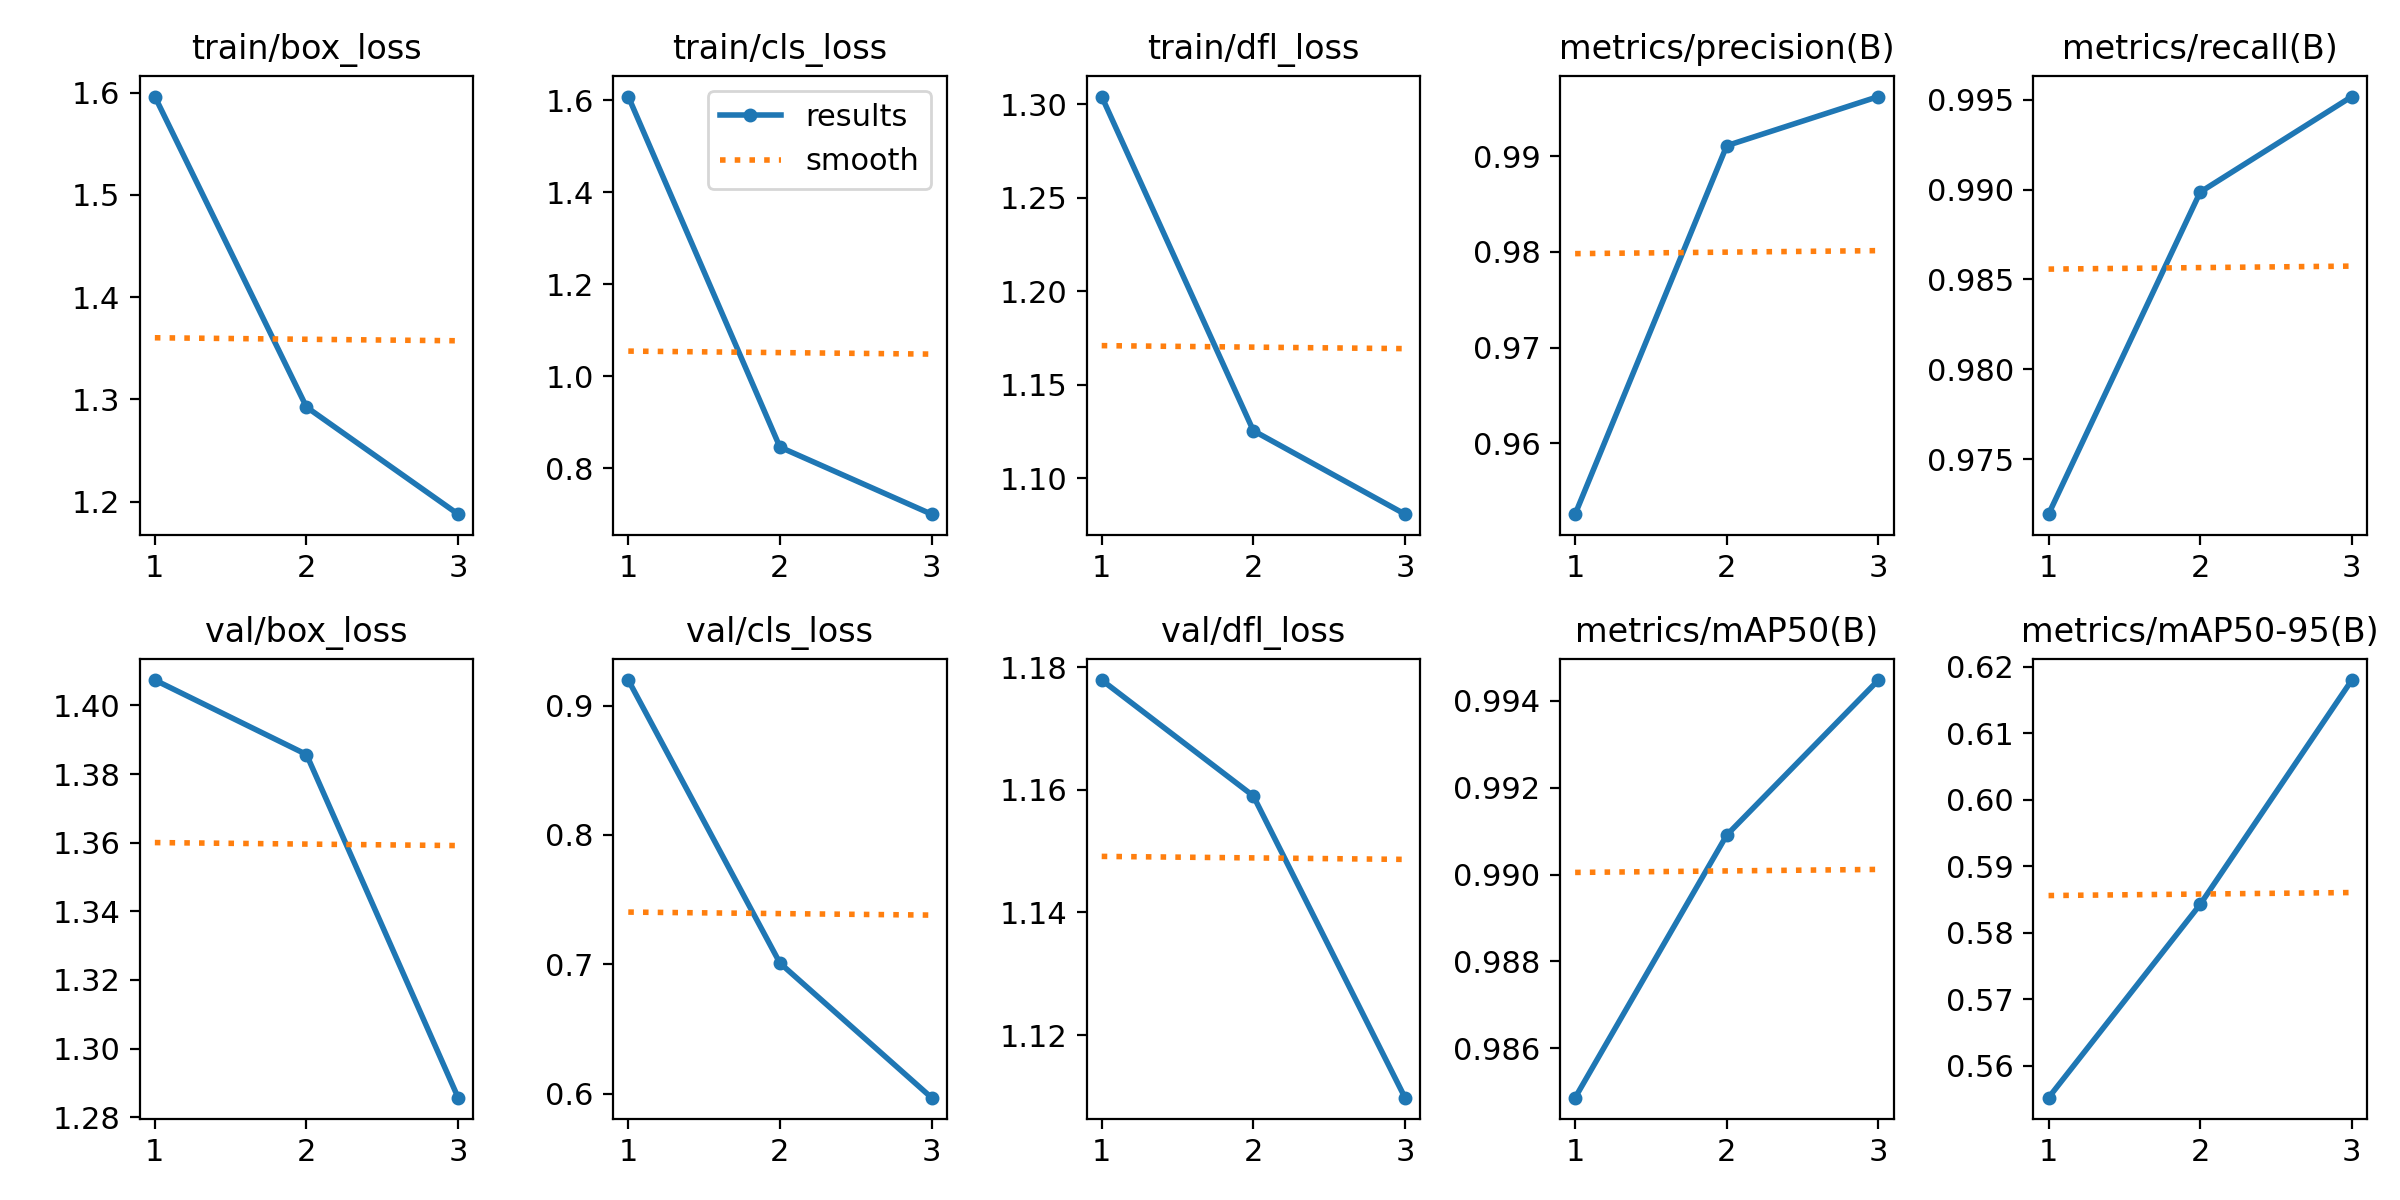 train/box_loss
train/cls_loss
train/dfl_loss
metrics/precision(B)
metrics/recall(B)
1.6
1.5
1.4
1.3
1.2
1 2 3
results
smooth
1.6
1.4
1.2
1.0
0.8
1 2 3
1.30
1.25
1.20
1.15
1.10
1 2 3
0.99
0.98
0.97
0.96
1 2 3
0.995
0.990
0.985
0.980
0.975
1 2 3
val/box_loss
val/cls_loss
val/dfl_loss
metrics/mAP50(B)
metrics/mAP50-95(B)
1.40
1.38
1.36
1.34
1.32
1.30
1.28
1 2 3
0.9
0.8
0.7
0.6
1 2 3
1.18
1.16
1.14
1.12
1 2 3
0.994
0.992
0.990
0.988
0.986
1 2 3
0.62
0.61
0.60
0.59
0.58
0.57
0.56
1 2 3